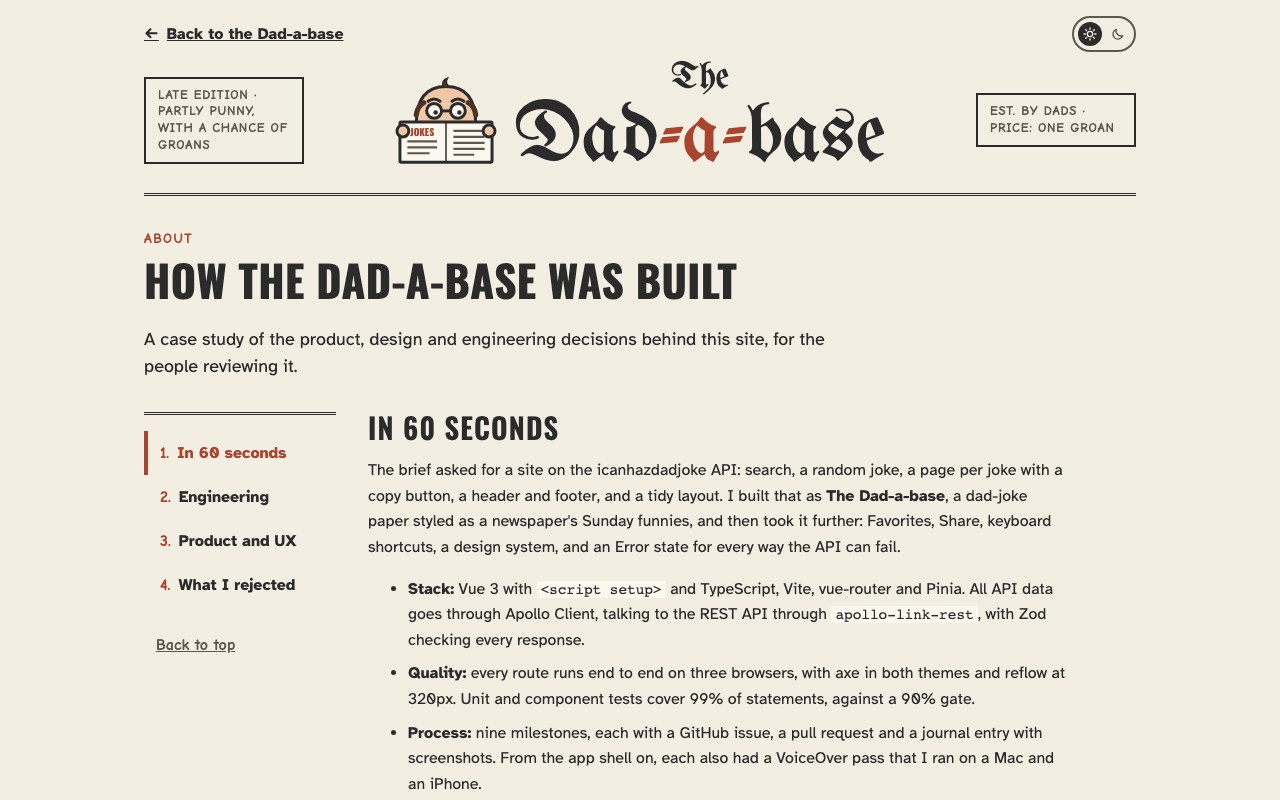 ← Back to the Dad-a-base
LATE EDITION ·
PARTLY PUNNY,
WITH A CHANCE OF
GROANS
JOKES
The
Dad-a-base
EST. BY DADS ·
PRICE: ONE GROAN
ABOUT
HOW THE DAD-A-BASE WAS BUILT
A case study of the product, design and engineering decisions behind this site, for the
people reviewing it.
1. In 60 seconds
2. Engineering
3. Product and UX
4. What I rejected
Back to top
IN 60 SECONDS
The brief asked for a site on the icanhazdadjoke API: search, a random joke, a page per joke with a
copy button, a header and footer, and a tidy layout. I built that as The Dad-a-base, a dad-joke
paper styled as a newspaper's Sunday funnies, and then took it further: Favorites, Share, keyboard
shortcuts, a design system, and an Error state for every way the API can fail.
• Stack: Vue 3 with <script setup> and TypeScript, Vite, vue-router and Pinia. All API data
goes through Apollo Client, talking to the REST API through apollo-link-rest, with Zod
checking every response.
• Quality: every route runs end to end on three browsers, with axe in both themes and reflow at
320px. Unit and component tests cover 99% of statements, against a 90% gate.
• Process: nine milestones, each with a GitHub issue, a pull request and a journal entry with
screenshots. From the app shell on, each also had a VoiceOver pass that I ran on a Mac and
an iPhone.